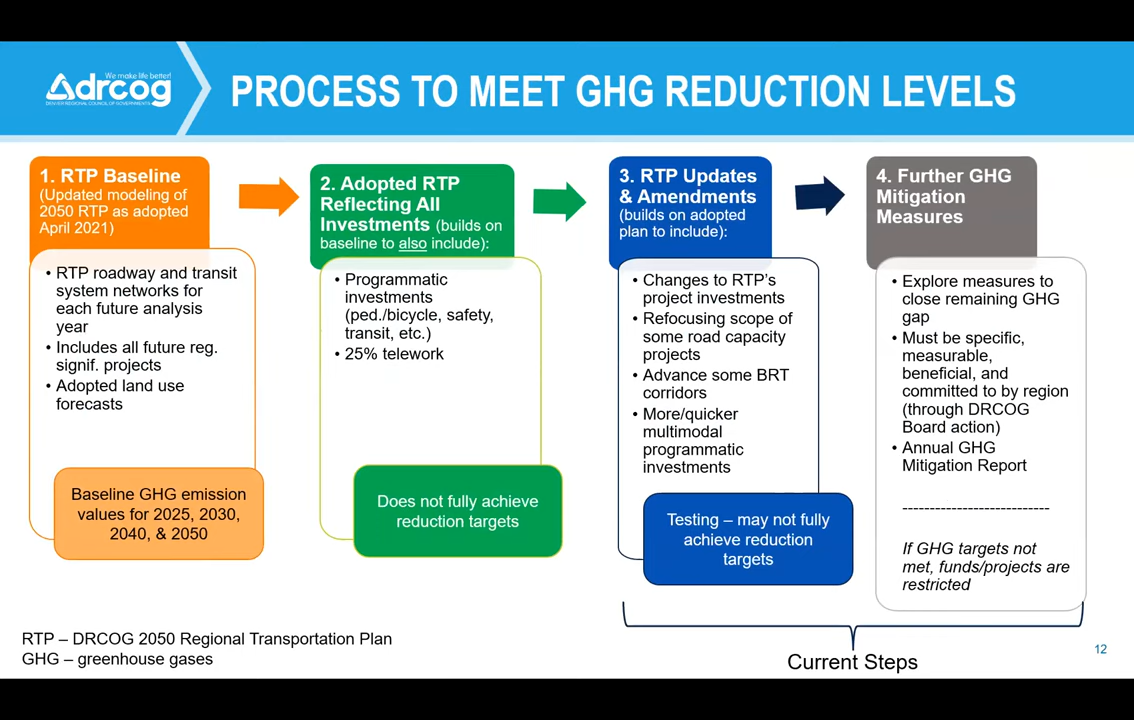 We make life better!
drcog
DENVER REGIONAL COUNCIL OF GOVERNMENTS
PROCESS TO MEET GHG REDUCTION LEVELS
1. RTP Baseline
(Updated modeling of
2050 RTP as adopted
April 2021)
• RTP roadway and transit
system networks for
each future analysis
year
• Includes all future reg.
signif. projects
• Adopted land use
forecasts
Baseline GHG emission
values for 2025, 2030,
2040, & 2050
2. Adopted RTP
Reflecting All
Investments (builds on
baseline to also include):
• Programmatic
investments
(ped./bicycle, safety,
transit, etc.)
• 25% telework
Does not fully achieve
reduction targets
3. RTP Updates
& Amendments
(builds on adopted
plan to include):
• Changes to RTP's
project investments
• Refocusing scope of
some road capacity
projects
• Advance some BRT
corridors
• More/quicker
multimodal
programmatic
investments
Testing – may not fully
achieve reduction
targets
4. Further GHG
Mitigation
Measures
• Explore measures to
close remaining GHG
gap
• Must be specific,
measurable,
beneficial, and
committed to by region
(through DRCOG
Board action)
• Annual GHG
Mitigation Report
---------------------------
If GHG targets not
met, funds/projects are
restricted
Current Steps
RTP – DRCOG 2050 Regional Transportation Plan
GHG – greenhouse gases
12